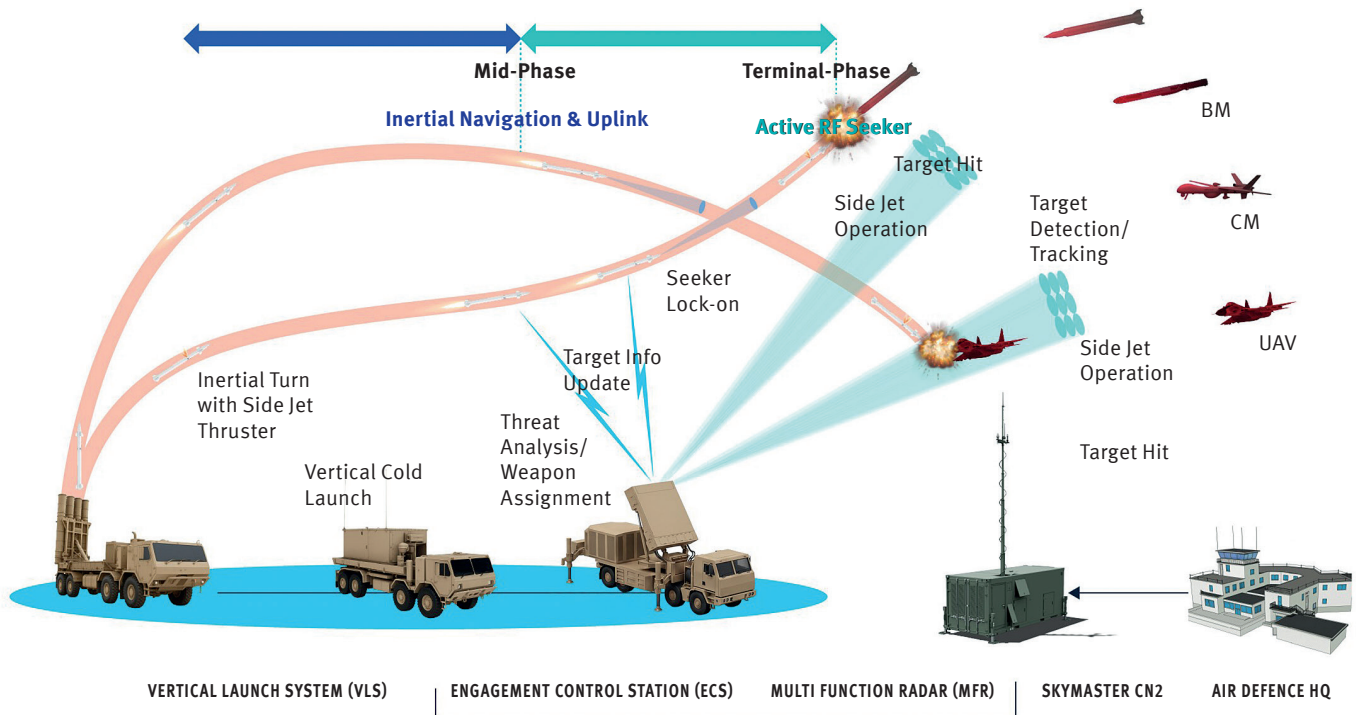 Mid-Phase
Terminal-Phase
Inertial Navigation & Uplink
Active RF Seeker
BM
Target Hit
Side Jet
Operation
Target
Detection/
Tracking
CM
Seeker
Lock-on
UAV
Side Jet
Operation
Target Info
Update
Inertial Turn
with Side Jet
Thruster
Threat
Analysis/
Weapon
Assignment
Vertical Cold
Launch
Target Hit
VERTICAL LAUNCH SYSTEM (VLS)
ENGAGEMENT CONTROL STATION (ECS)
MULTI FUNCTION RADAR (MFR)
SKYMASTER CN2
AIR DEFENCE HQ